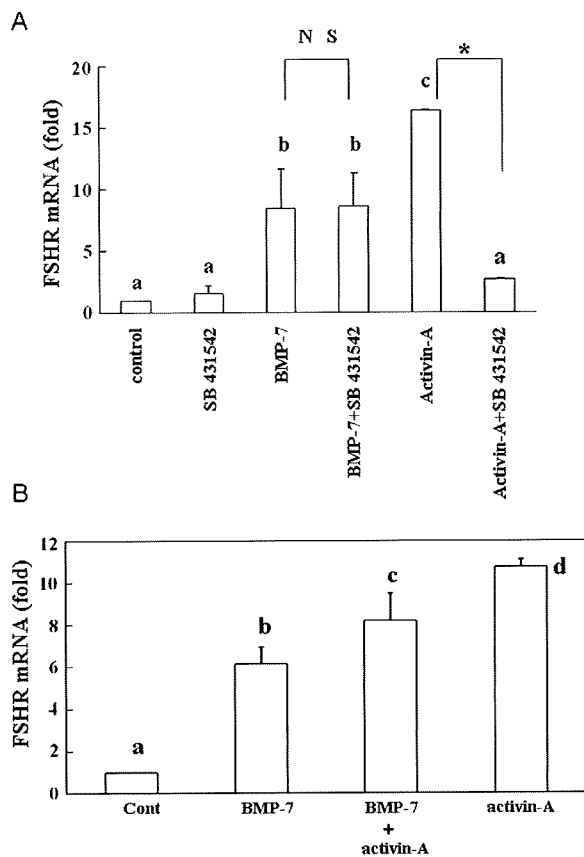 A
N S
*
FSHR mRNA (fold)
20
15
10
5
0
a
a
b
b
c
a
control
SB 431542
BMP-7
BMP-7+SB 431542
Activin-A
Activin-A+SB 431542
B
FSHR mRNA (fold)
12
10
8
6
4
2
0
a
b
c
d
Cont
BMP-7
BMP-7
+
activin-A
activin-A